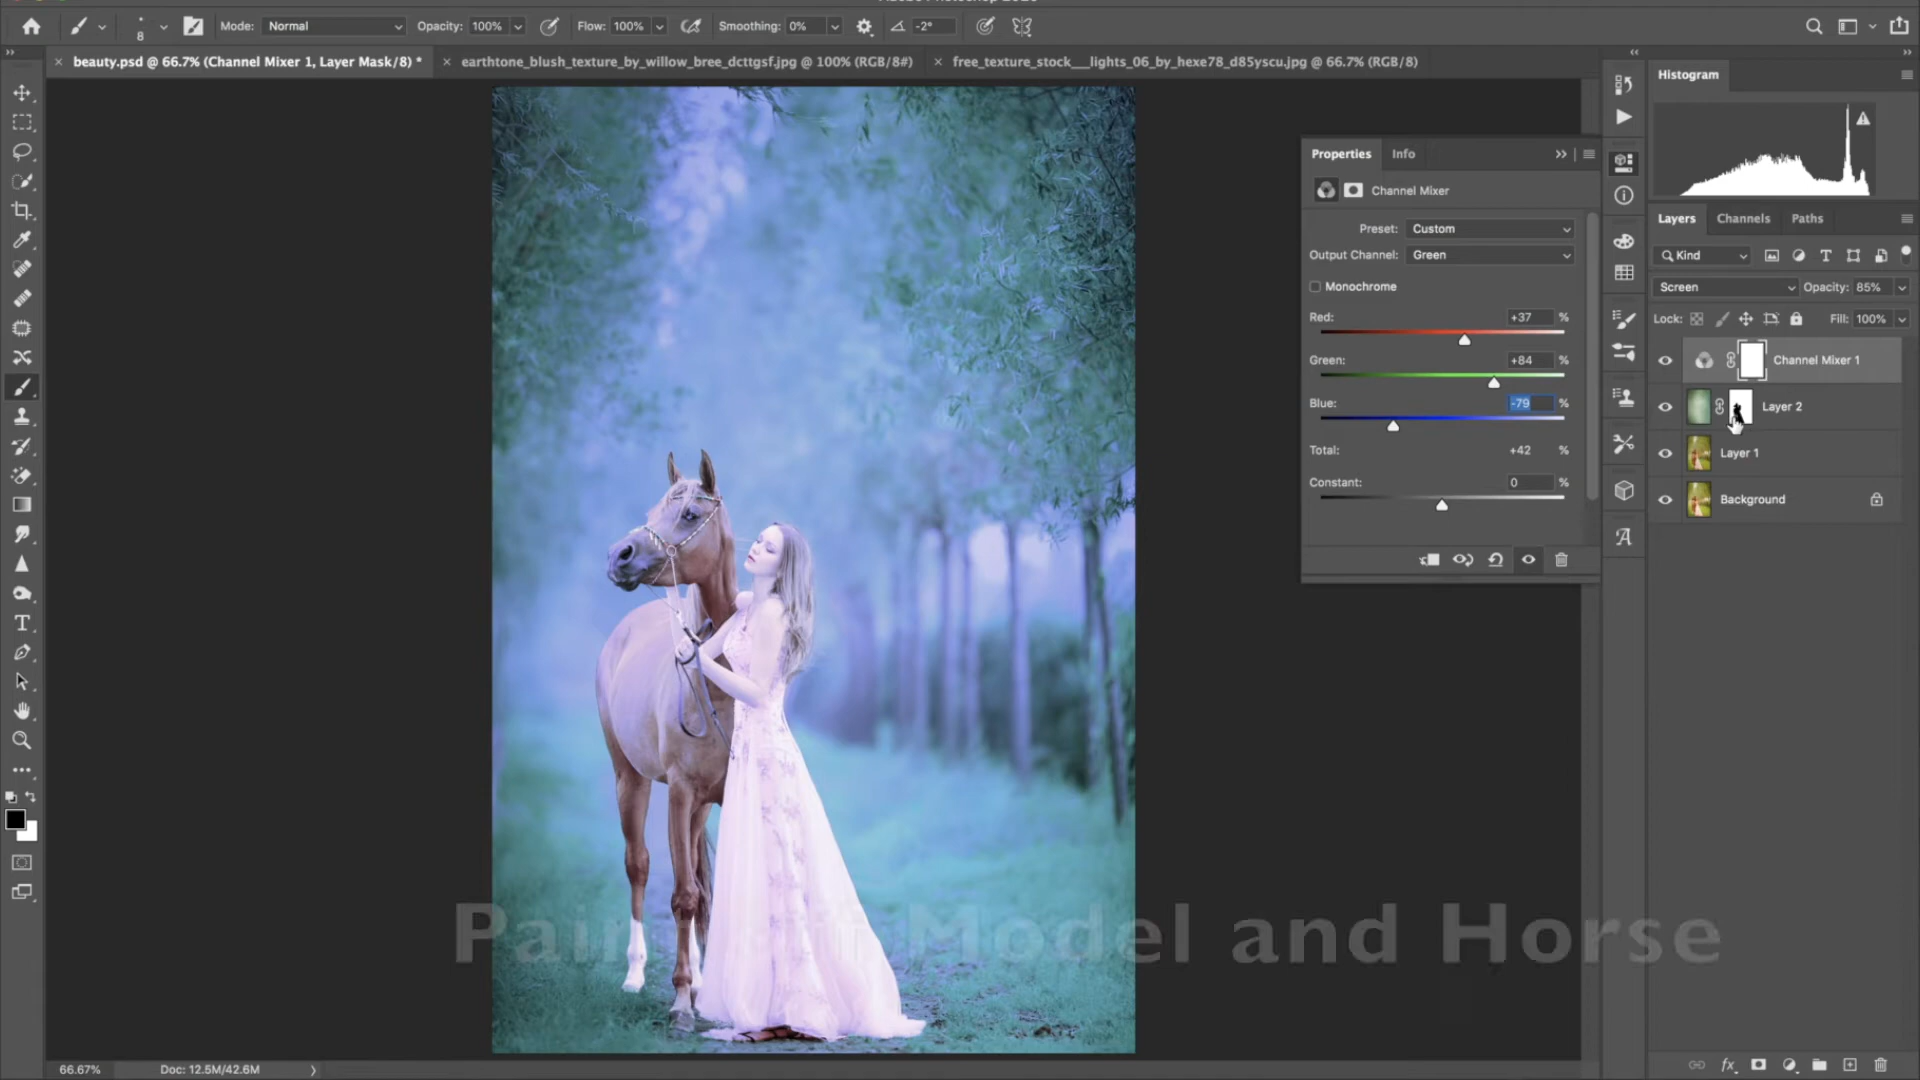 8
Mode: Normal
Opacity: 100%
Flow: 100%
Smoothing: 0%
-2°
beauty.psd @ 66.7% (Channel Mixer 1, Layer Mask/8) *
earthtone_blush_texture_by_willow_bree_dcttgsf.jpg @ 100% (RGB/8#)
free_texture_stock___lights_06_by_hexe78_d85yscu.jpg @ 66.7% (RGB/8)
Histogram
Properties Info
Channel Mixer
Preset: Custom
Output Channel: Green
Monochrome
Red: +37 %
Green: +84 %
Blue: -79 %
Total: +42 %
Constant: 0 %
Layers Channels Paths
Kind
Screen Opacity: 85%
Lock: Fill: 100%
Channel Mixer 1
Layer 2
Layer 1
Background
Model and Horse
66.67% Doc: 12.5M/42.6M